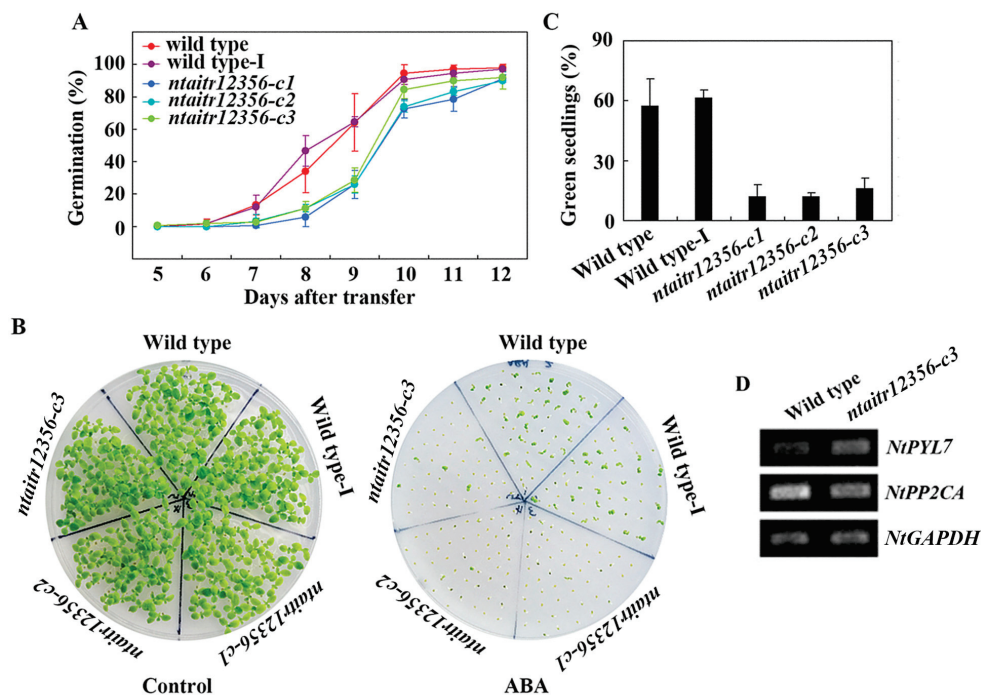 A
Germination (%)
100
80
60
40
20
0
wild type
wild type-I
ntaitr12356-c1
ntaitr12356-c2
ntaitr12356-c3
5 6 7 8 9 10 11 12
Days after transfer
C
Green seedlings (%)
90
60
30
0
Wild type
Wild type-I
ntaitr12356-c1
ntaitr12356-c2
ntaitr12356-c3
B
Wild type
Wild type-I
ntaitr12356-c1
ntaitr12356-c2
ntaitr12356-c3
Control
Wild type
Wild type-I
ntaitr12356-c1
ntaitr12356-c2
ntaitr12356-c3
ABA
D
Wild type
ntaitr12356-c3
NtPYL7
NtPP2CA
NtGAPDH